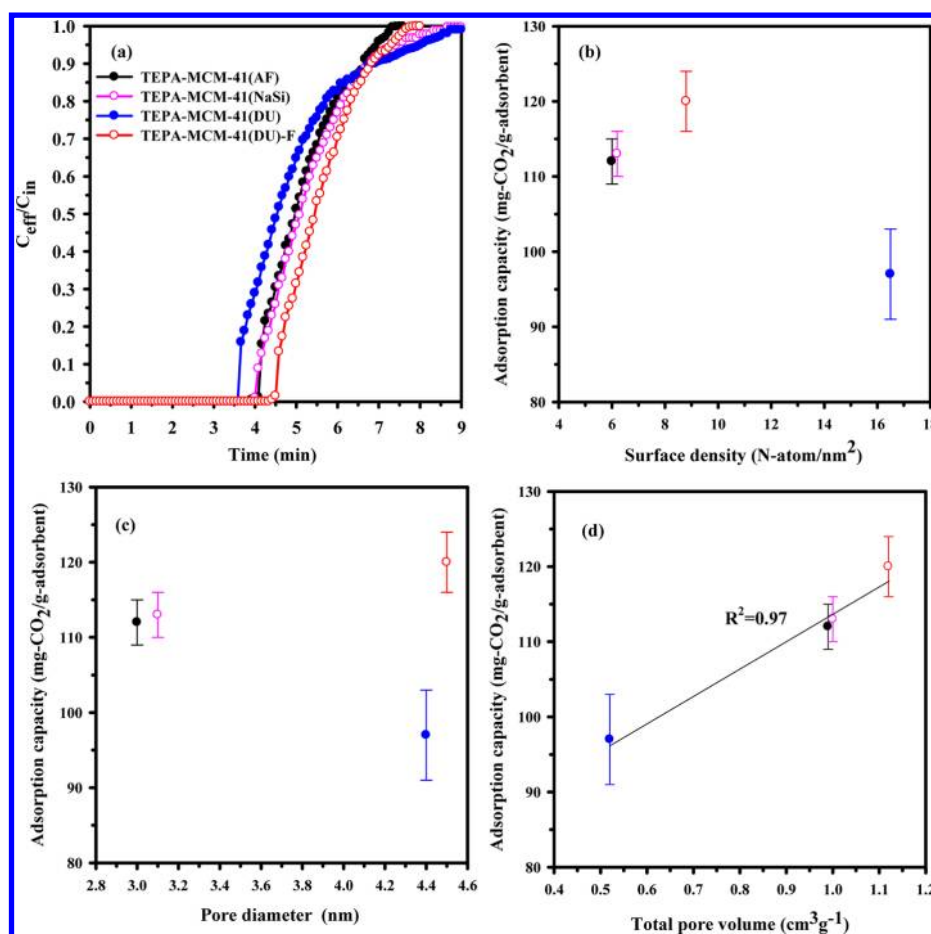 (a)
TEPA-MCM-41(AF)
TEPA-MCM-41(NaSi)
TEPA-MCM-41(DU)
TEPA-MCM-41(DU)-F
C_eff/C_in
1.0
0.9
0.8
0.7
0.6
0.5
0.4
0.3
0.2
0.1
0.0
0 1 2 3 4 5 6 7 8 9
Time (min)
(b)
Adsorption capacity (mg-CO₂/g-adsorbent)
130
120
110
100
90
80
4 6 8 10 12 14 16 18
Surface density (N-atom/nm²)
(c)
Adsorption capacity (mg-CO₂/g-adsorbent)
130
120
110
100
90
80
2.8 3.0 3.2 3.4 3.6 3.8 4.0 4.2 4.4 4.6
Pore diameter (nm)
(d)
R²=0.97
Adsorption capacity (mg-CO₂/g-adsorbent)
130
120
110
100
90
80
0.4 0.5 0.6 0.7 0.8 0.9 1.0 1.1 1.2
Total pore volume (cm³g⁻¹)